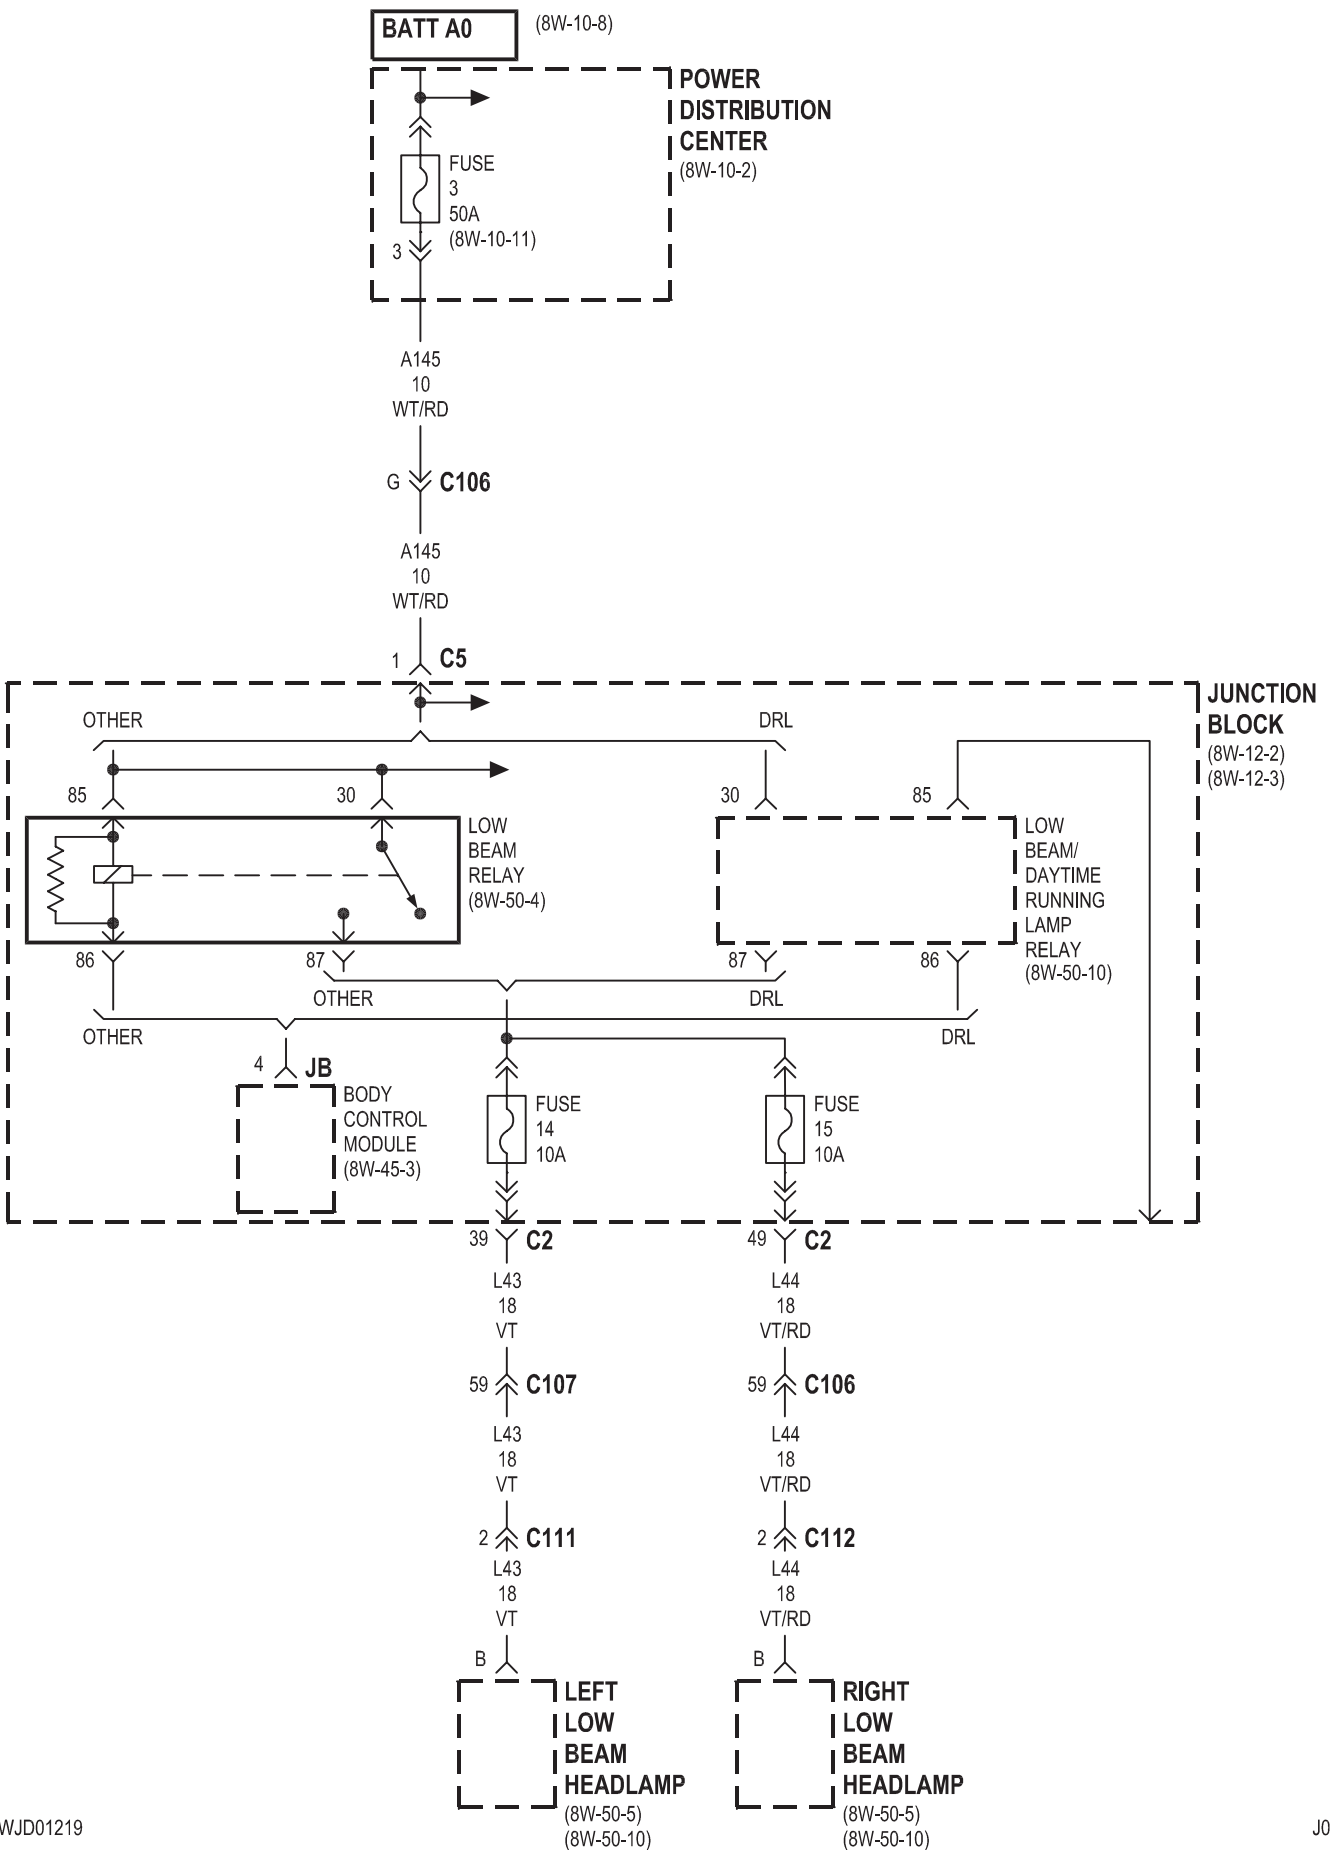 BATT A0
(8W-10-8)
POWER
DISTRIBUTION
CENTER
(8W-10-2)
FUSE
3
50A
(8W-10-11)
3
A145
10
WT/RD
G
C106
A145
10
WT/RD
1
C5
JUNCTION
BLOCK
(8W-12-2)
(8W-12-3)
OTHER
DRL
85
30
30
85
LOW
BEAM
RELAY
(8W-50-4)
LOW
BEAM/
DAYTIME
RUNNING
LAMP
RELAY
(8W-50-10)
86
87
87
86
OTHER
DRL
OTHER
DRL
4
JB
BODY
CONTROL
MODULE
(8W-45-3)
FUSE
14
10A
FUSE
15
10A
39
C2
49
C2
L43
18
VT
L44
18
VT/RD
59
C107
59
C106
L43
18
VT
L44
18
VT/RD
2
C111
2
C112
L43
18
VT
L44
18
VT/RD
B
B
LEFT
LOW
BEAM
HEADLAMP
(8W-50-5)
(8W-50-10)
RIGHT
LOW
BEAM
HEADLAMP
(8W-50-5)
(8W-50-10)
WJD01219
J0